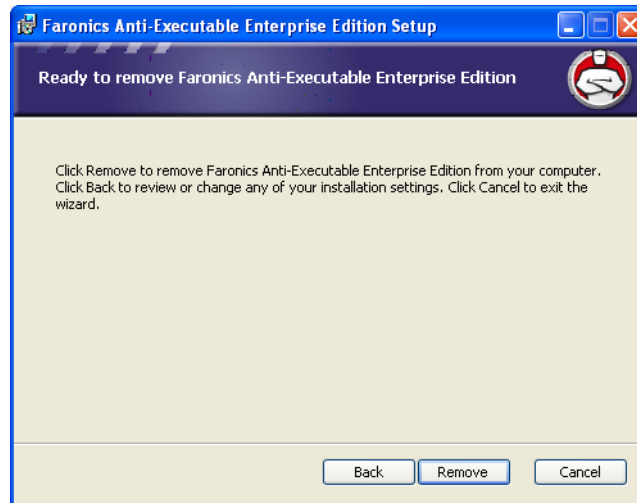 Faronics Anti-Executable Enterprise Edition Setup
Ready to remove Faronics Anti-Executable Enterprise Edition
Click Remove to remove Faronics Anti-Executable Enterprise Edition from your computer.
Click Back to review or change any of your installation settings. Click Cancel to exit the
wizard.
Back Remove Cancel